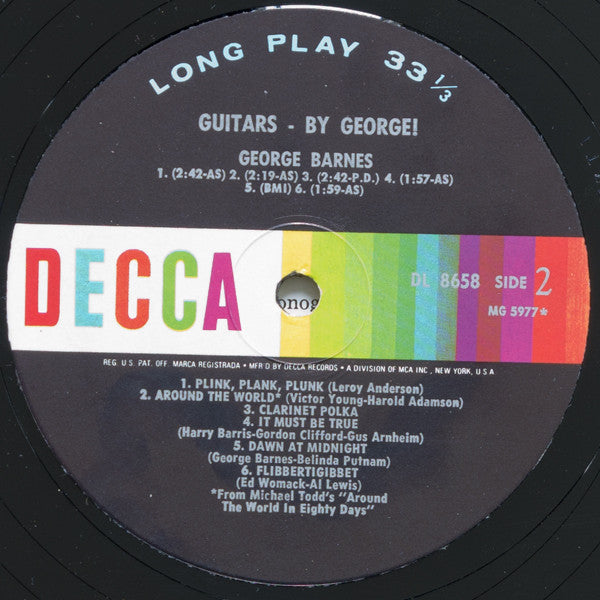 LONG PLAY 33 1/3
GUITARS - BY GEORGE!
GEORGE BARNES
1. (2:42-AS) 2. (2:19-AS) 3. (2:42-P.D.) 4. (1:57-AS)
5. (BMI) 6. (1:59-AS)
DECCA
DL 8658 SIDE 2
MG 5977*
onog
REG. U.S. PAT. OFF. MARCA REGISTRADA • MFR'D BY DECCA RECORDS • A DIVISION OF MCA INC., NEW YORK, U.S.A
1. PLINK, PLANK, PLUNK (Leroy Anderson)
2. AROUND THE WORLD* (Victor Young-Harold Adamson)
3. CLARINET POLKA
4. IT MUST BE TRUE
(Harry Barris-Gordon Clifford-Gus Arnheim)
5. DAWN AT MIDNIGHT
(George Barnes-Belinda Putnam)
6. FLIBBERTIGIBBET
(Ed Womack-Al Lewis)
*From Michael Todd's "Around
The World In Eighty Days"